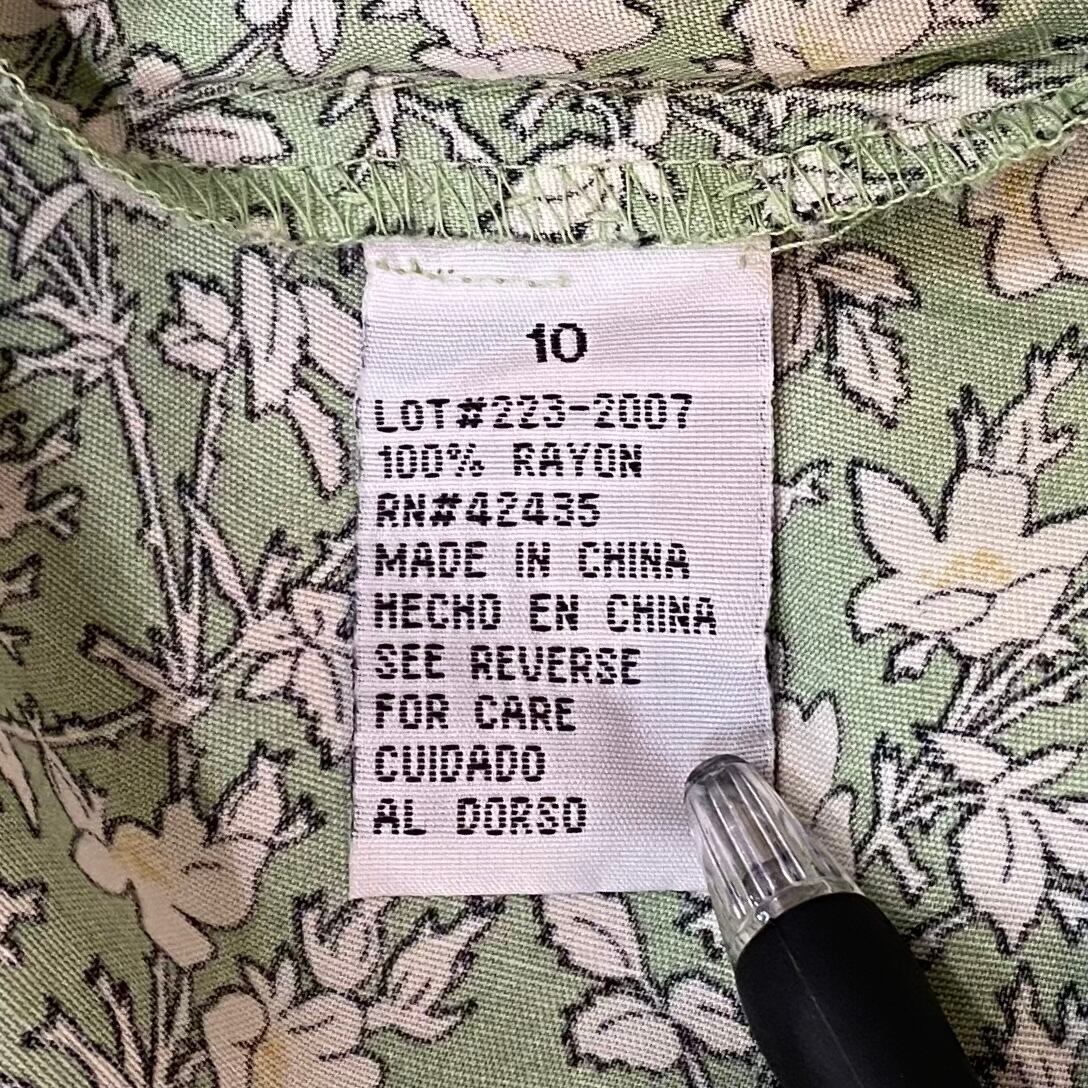 10
LOT#223-2007
100% RAYON
RN#42435
MADE IN CHINA
HECHO EN CHINA
SEE REVERSE
FOR CARE
CUIDADO
AL DORSO